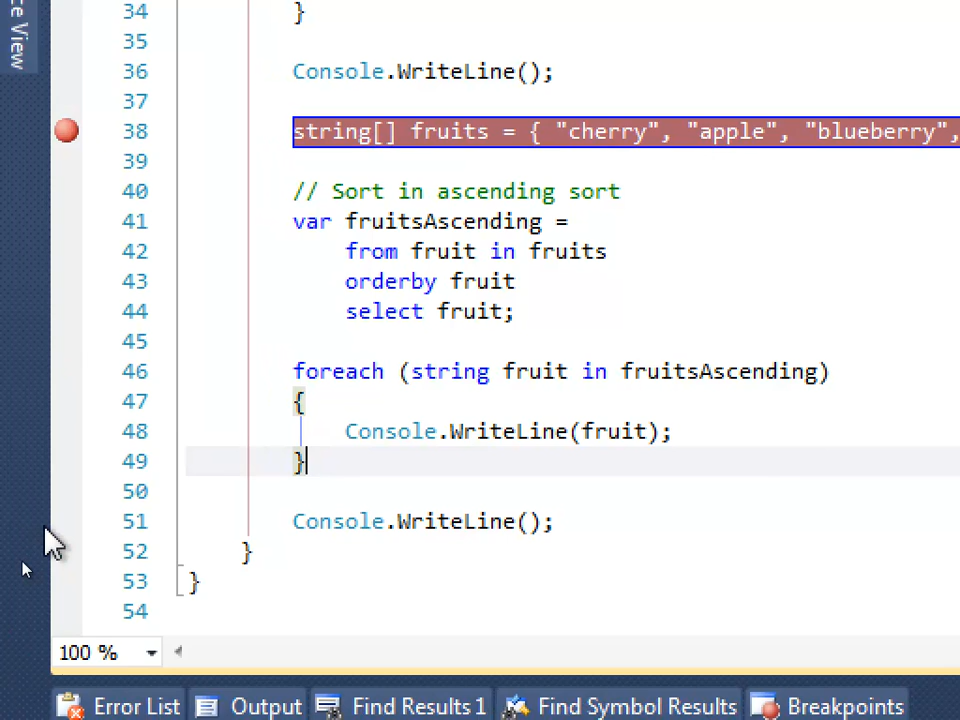 ce View
34 }
35
36 Console.WriteLine();
37
38 string[] fruits = { "cherry", "apple", "blueberry",
39
40 // Sort in ascending sort
41 var fruitsAscending =
42 from fruit in fruits
43 orderby fruit
44 select fruit;
45
46 foreach (string fruit in fruitsAscending)
47 {
48 Console.WriteLine(fruit);
49 }
50
51 Console.WriteLine();
52 }
53 }
54
100 %
Error List Output Find Results 1 Find Symbol Results Breakpoints